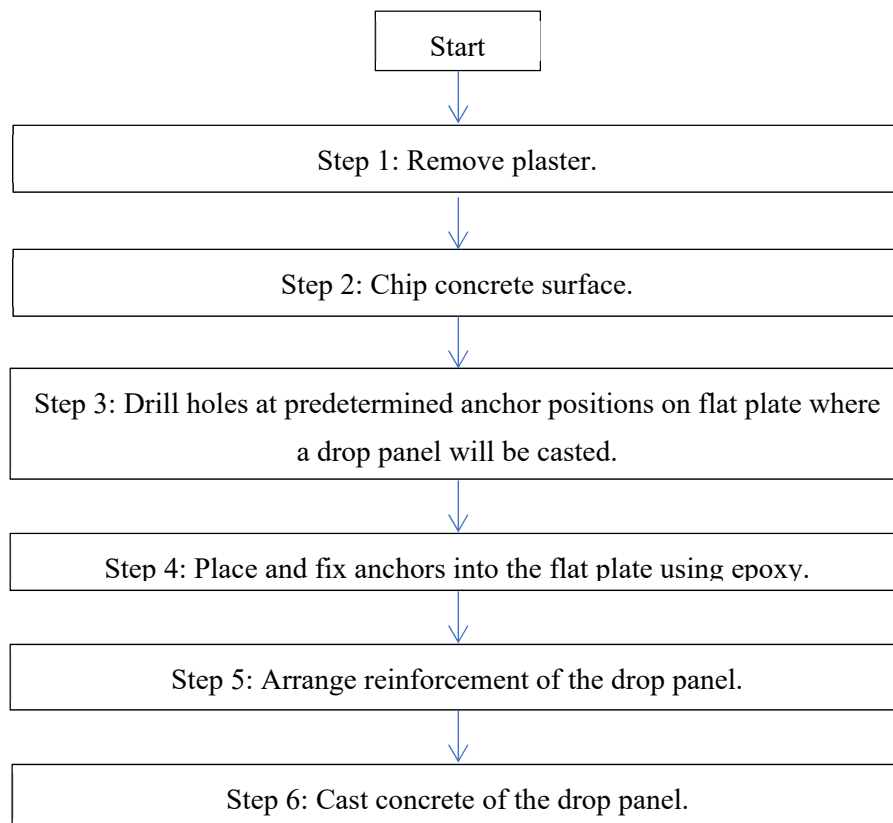 Start
Step 1: Remove plaster.
Step 2: Chip concrete surface.
Step 3: Drill holes at predetermined anchor positions on flat plate where
a drop panel will be casted.
Step 4: Place and fix anchors into the flat plate using epoxy.
Step 5: Arrange reinforcement of the drop panel.
Step 6: Cast concrete of the drop panel.